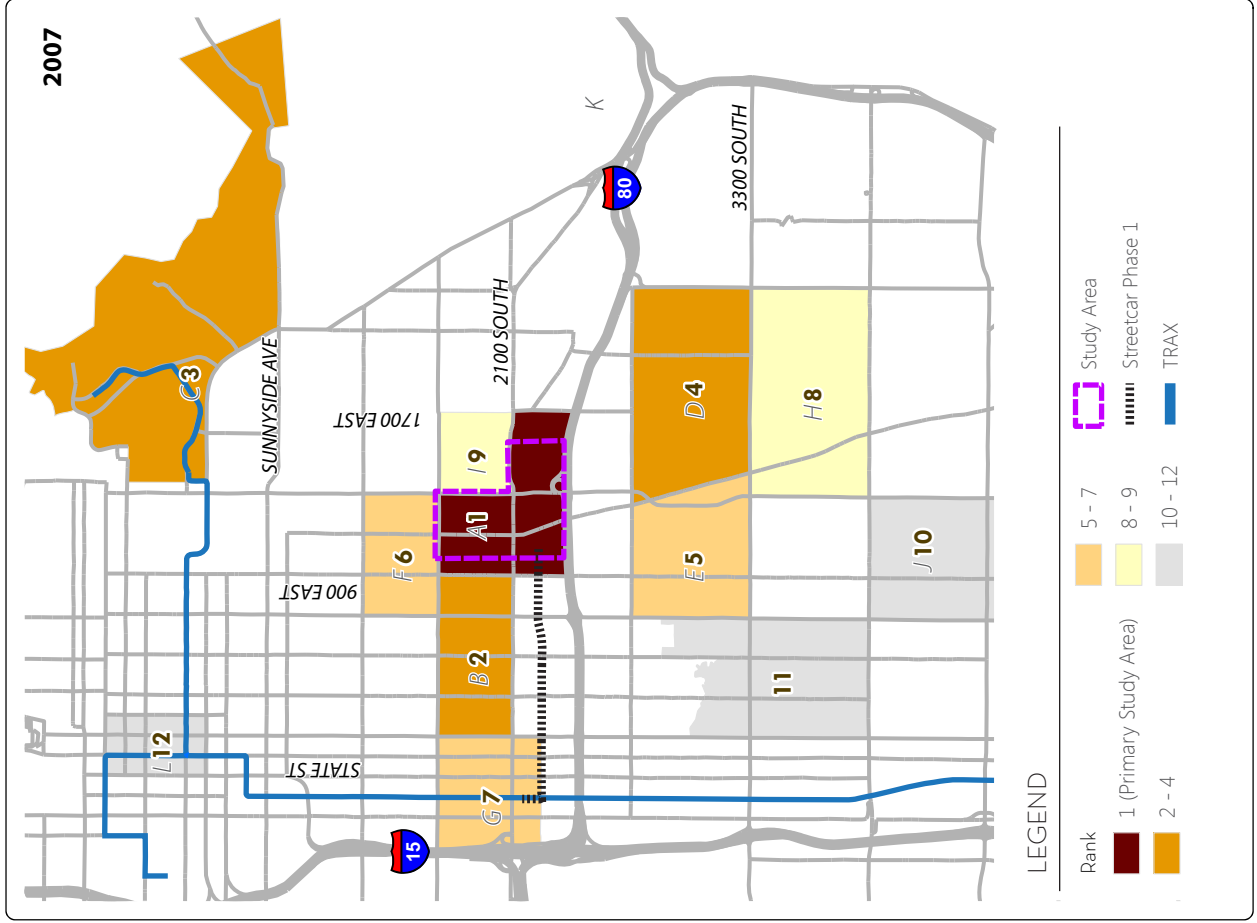 2007
K
80
3300 SOUTH
2100 SOUTH
SUNNYSIDE AVE
1700 EAST
900 EAST
STATE ST
15
C 3
D 4
H 8
I 9
A 1
F 6
E 5
J 10
B 2
11
L 12
G 7
LEGEND
Rank
1 (Primary Study Area)
2 - 4
5 - 7
8 - 9
10 - 12
Study Area
Streetcar Phase 1
TRAX